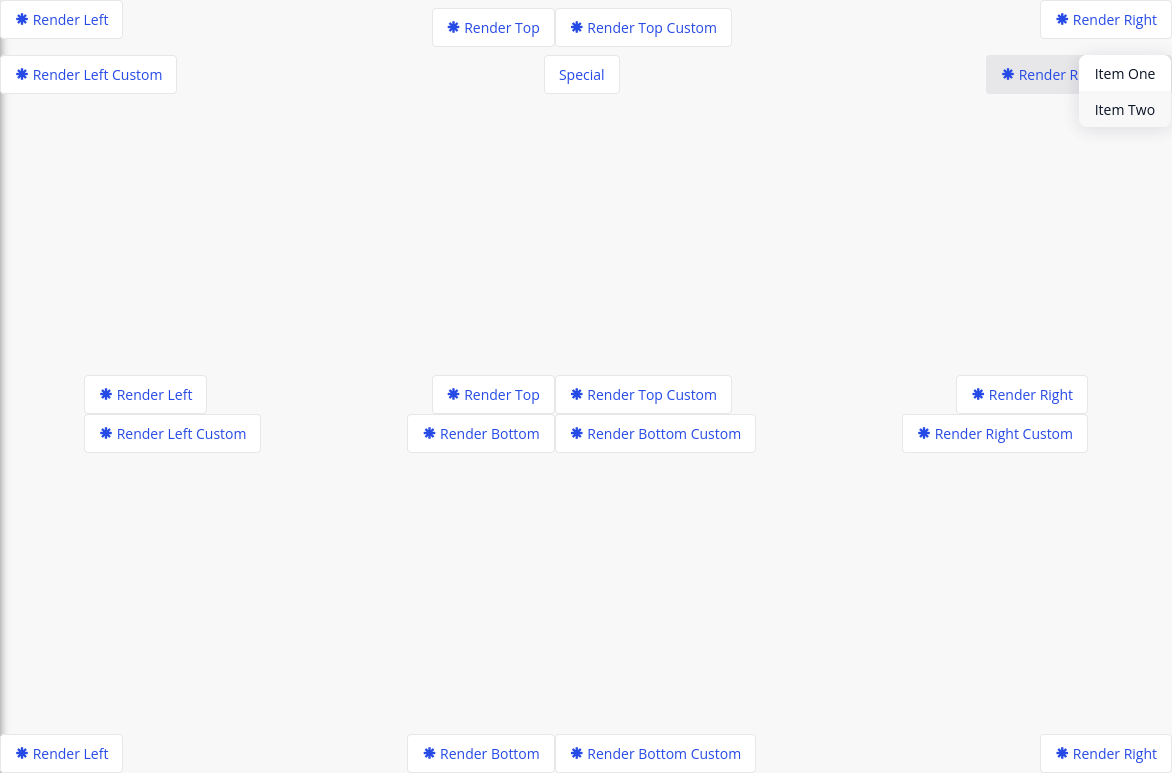 Render Left
Render Top
Render Top Custom
Render Right
Render Left Custom
Special
Render R
Item One
Item Two
Render Left
Render Top
Render Top Custom
Render Right
Render Left Custom
Render Bottom
Render Bottom Custom
Render Right Custom
Render Left
Render Bottom
Render Bottom Custom
Render Right